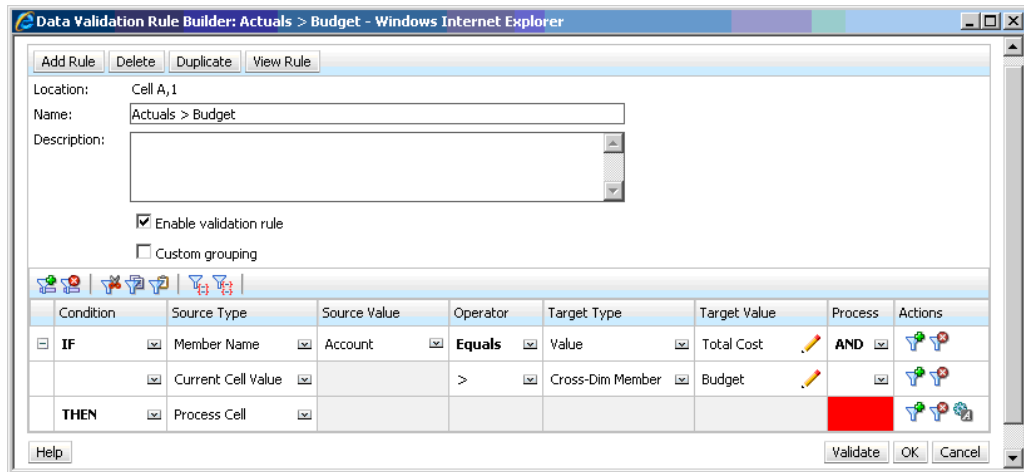 Data Validation Rule Builder: Actuals > Budget - Windows Internet Explorer
Add Rule Delete Duplicate View Rule
Location: Cell A,1
Name: Actuals > Budget
Description:
Enable validation rule
Custom grouping
Condition Source Type Source Value Operator Target Type Target Value Process Actions
IF Member Name Account Equals Value Total Cost AND
Current Cell Value > Cross-Dim Member Budget
THEN Process Cell
Help Validate OK Cancel